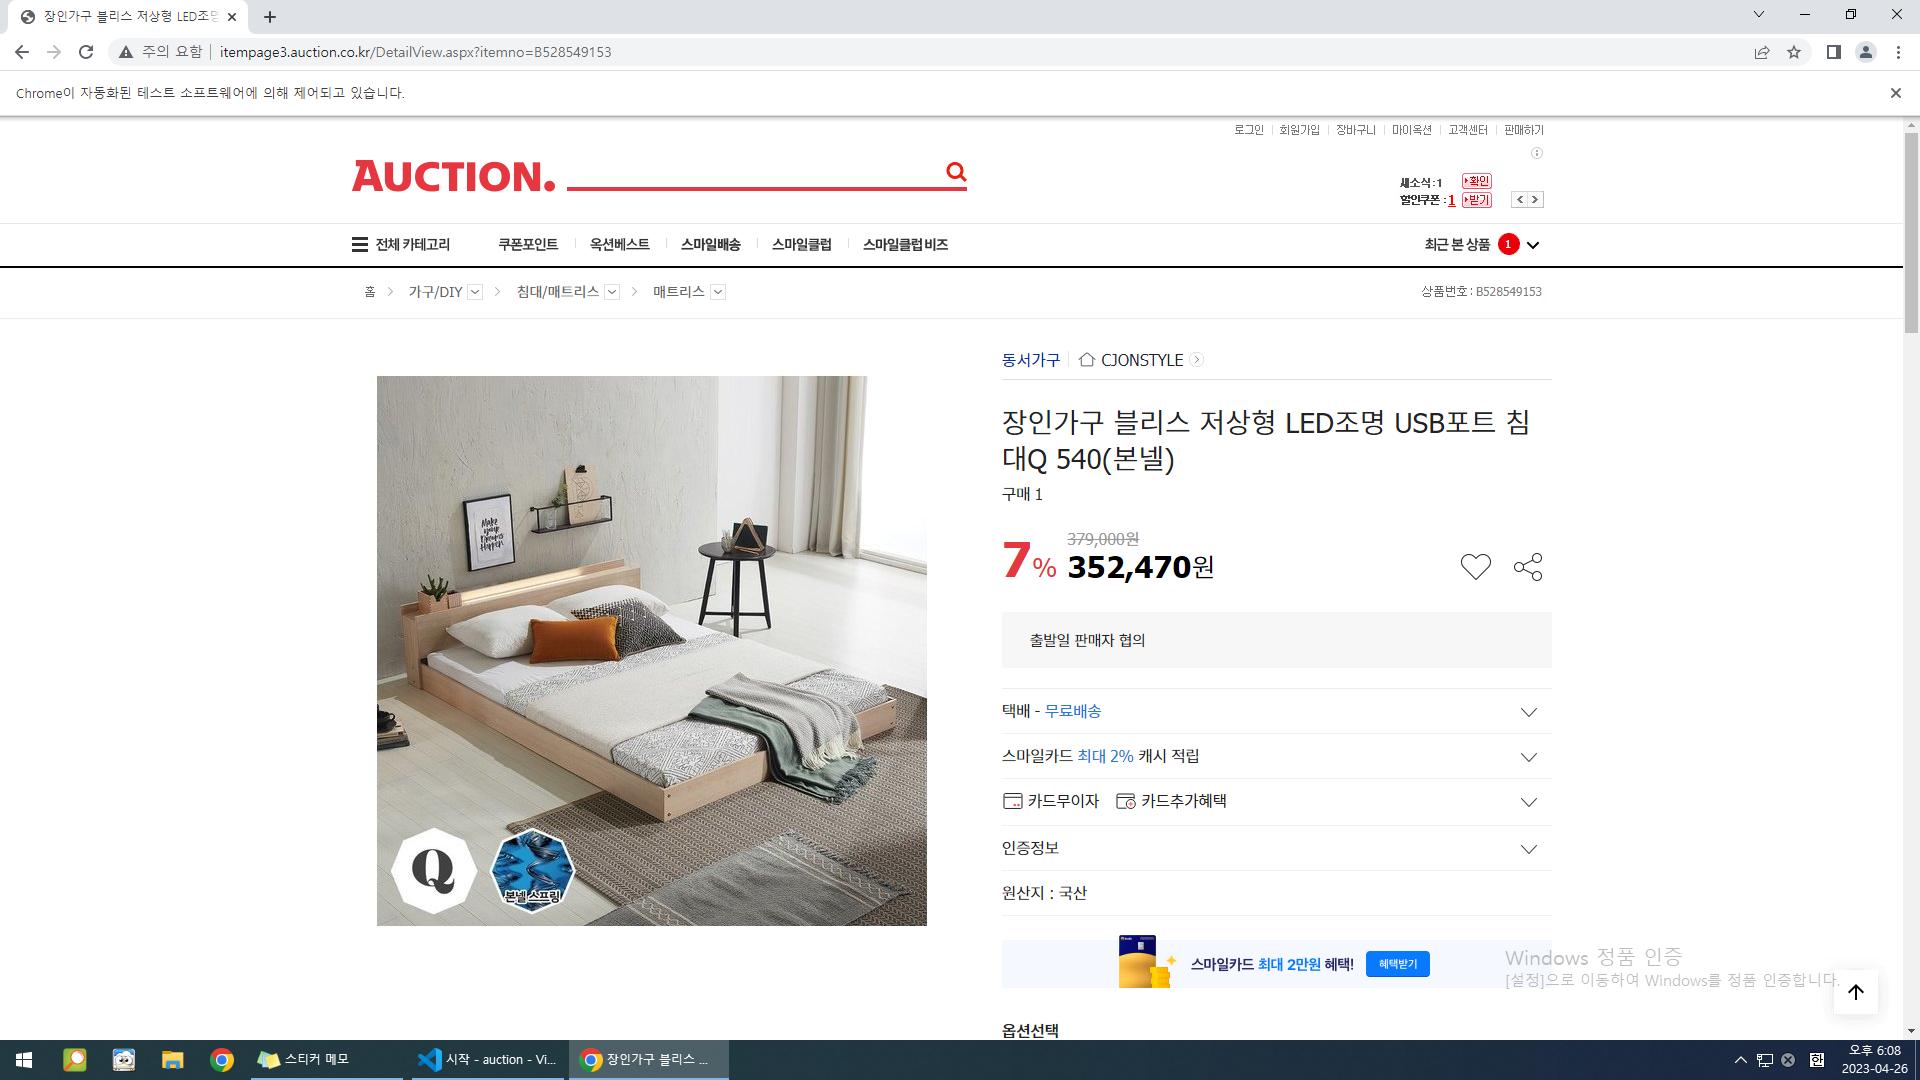 장인가구 블리스 저상형 LED조명
주의 요함
itempage3.auction.co.kr/DetailView.aspx?itemno=B528549153
Chrome이 자동화된 테스트 소프트웨어에 의해 제어되고 있습니다.
로그인 회원가입 장바구니 마이옥션 고객센터 판매하기
AUCTION.
새소식:1 확인
할인쿠폰:1 받기
전체 카테고리 쿠폰포인트 옥션베스트 스마일배송 스마일클럽 스마일클럽 비즈 최근 본 상품 1
홈 > 가구/DIY > 침대/매트리스 > 매트리스 상품번호 : B528549153
동서가구 CJONSTYLE
장인가구 블리스 저상형 LED조명 USB포트 침
대Q 540(본넬)
구매 1
379,000원
7% 352,470원
출발일 판매자 협의
택배 - 무료배송
스마일카드 최대 2% 캐시 적립
카드무이자 카드추가혜택
인증정보
원산지 : 국산
MAKE your Dreams HAPPEN
Q
본넬 스프링
스마일카드 최대 2만원 혜택! 혜택받기
Windows 정품 인증
[설정]으로 이동하여 Windows를 정품 인증합니다.
옵션선택
스티커 메모
시작 - auction - Vi...
장인가구 블리스 ...
한
오후 6:08
2023-04-26